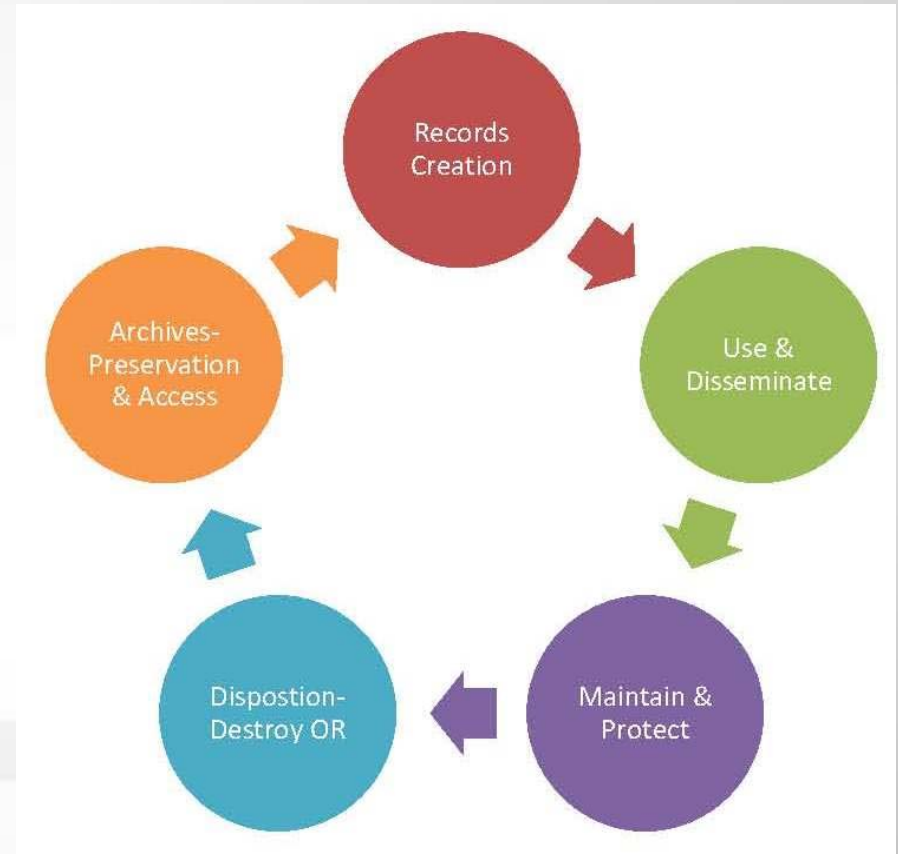 Records
Creation
Use &
Disseminate
Maintain &
Protect
Dispostion-
Destroy OR
Archives-
Preservation
& Access